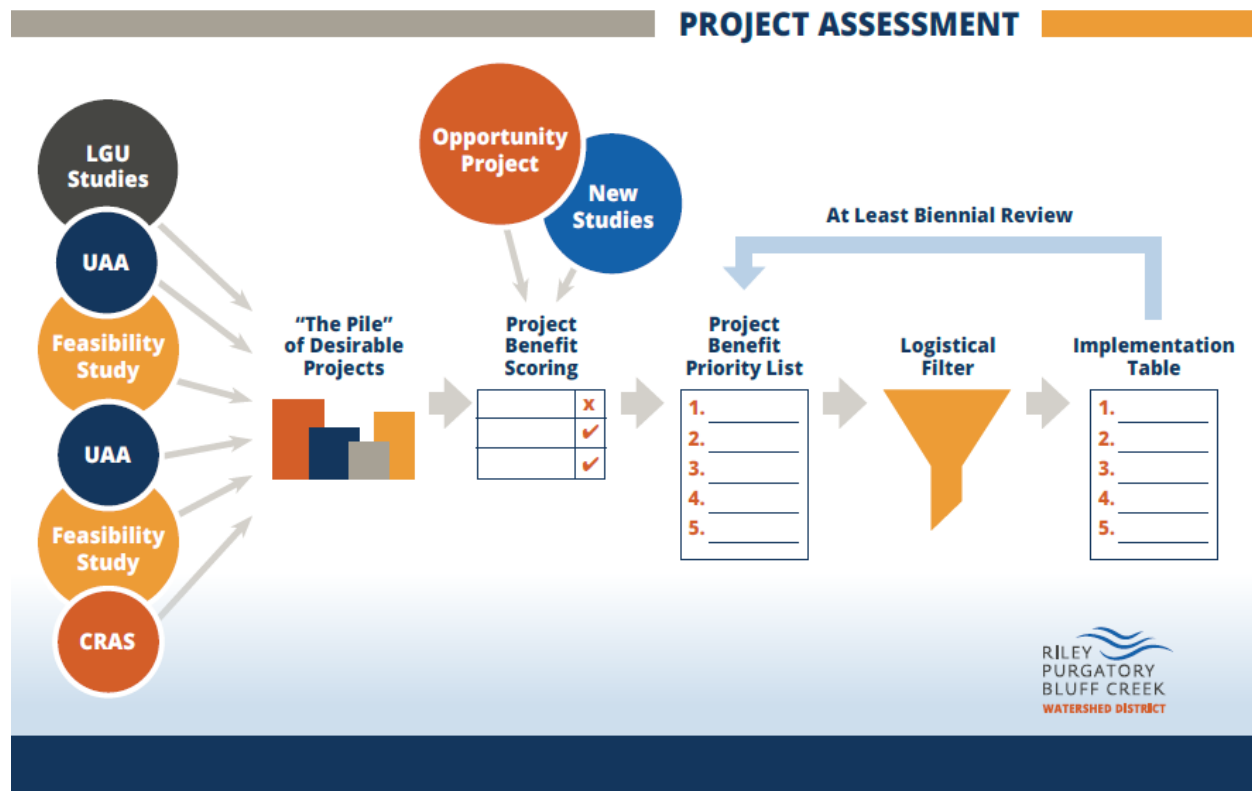 PROJECT ASSESSMENT
LGU
Studies
UAA
Feasibility
Study
UAA
Feasibility
Study
CRAS
Opportunity
Project
New
Studies
At Least Biennial Review
“The Pile”
of Desirable
Projects
Project
Benefit
Scoring
X
✔
✔
Project
Benefit
Priority List
1.
2.
3.
4.
5.
Logistical
Filter
Implementation
Table
1.
2.
3.
4.
5.
RILEY
PURGATORY
BLUFF CREEK
WATERSHED DISTRICT